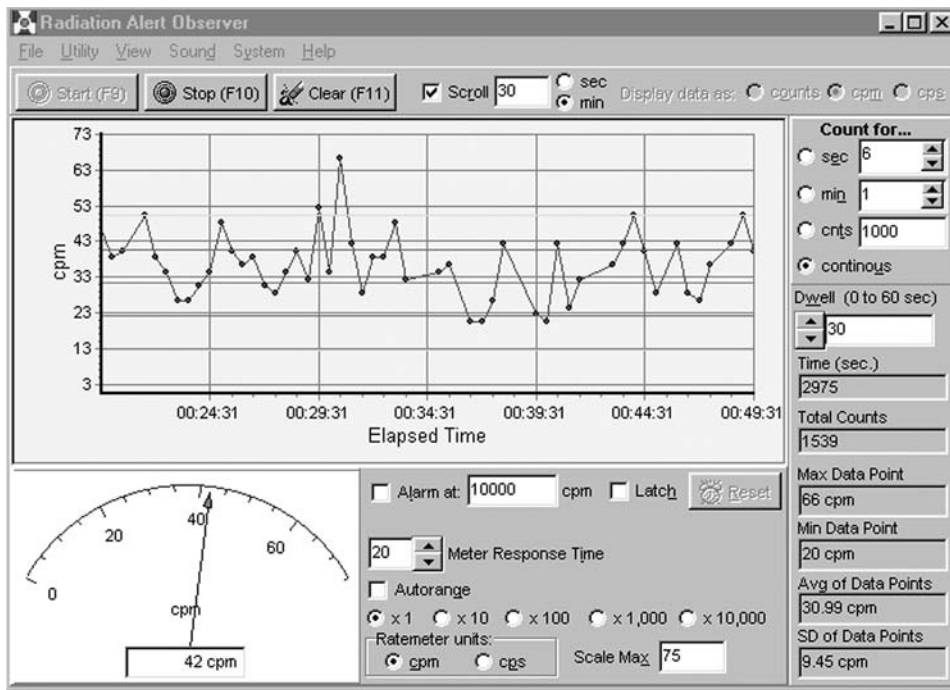 Radiation Alert Observer
File Utility View Sound System Help
Start (F9) Stop (F10) Clear (F11) Scroll 30 sec min Display data as: counts cpm cps
73
63
53
43
33
23
13
3
cpm
00:24:31 00:29:31 00:34:31 00:39:31 00:44:31 00:49:31
Elapsed Time
Count for...
sec 6
min 1
cnts 1000
continous
Dwell (0 to 60 sec)
30
Time (sec.)
2975
Total Counts
1539
Max Data Point
66 cpm
Min Data Point
20 cpm
Avg of Data Points
30.99 cpm
SD of Data Points
9.45 cpm
0 20 40 60
cpm
42 cpm
Alarm at: 10000 cpm Latch Reset
20 Meter Response Time
Autorange
x 1 x 10 x 100 x 1,000 x 10,000
Ratemeter units:
cpm cps
Scale Max 75